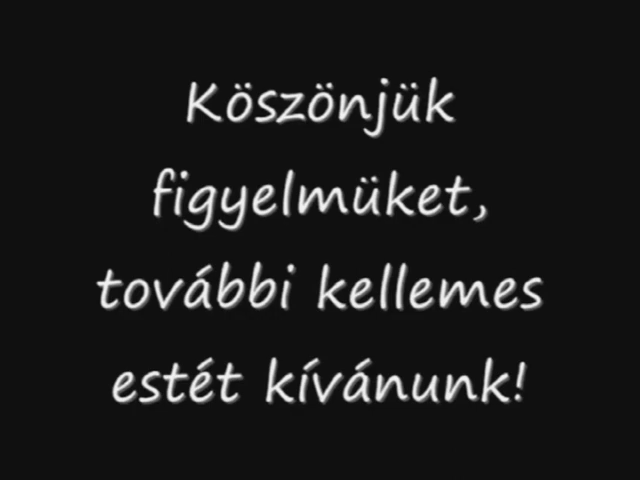 Köszönjük
figyelmüket,
további kellemes
estét kívánunk!